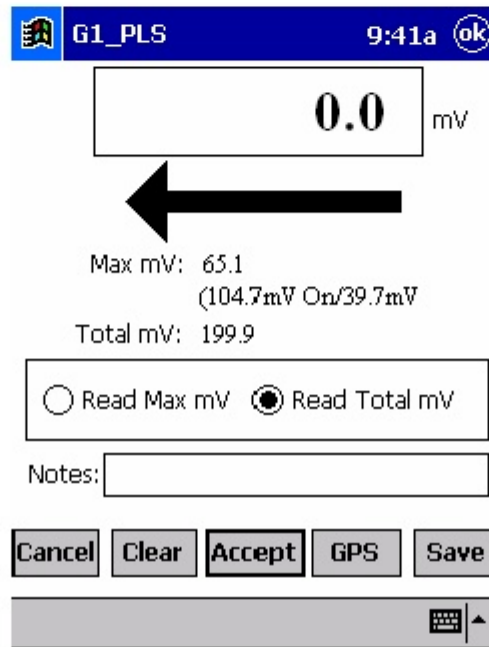 G1_PLS 9:41a ok
0.0 mV
Max mV: 65.1
(104.7mV On/39.7mV
Total mV: 199.9
Read Max mV Read Total mV
Notes:
Cancel Clear Accept GPS Save